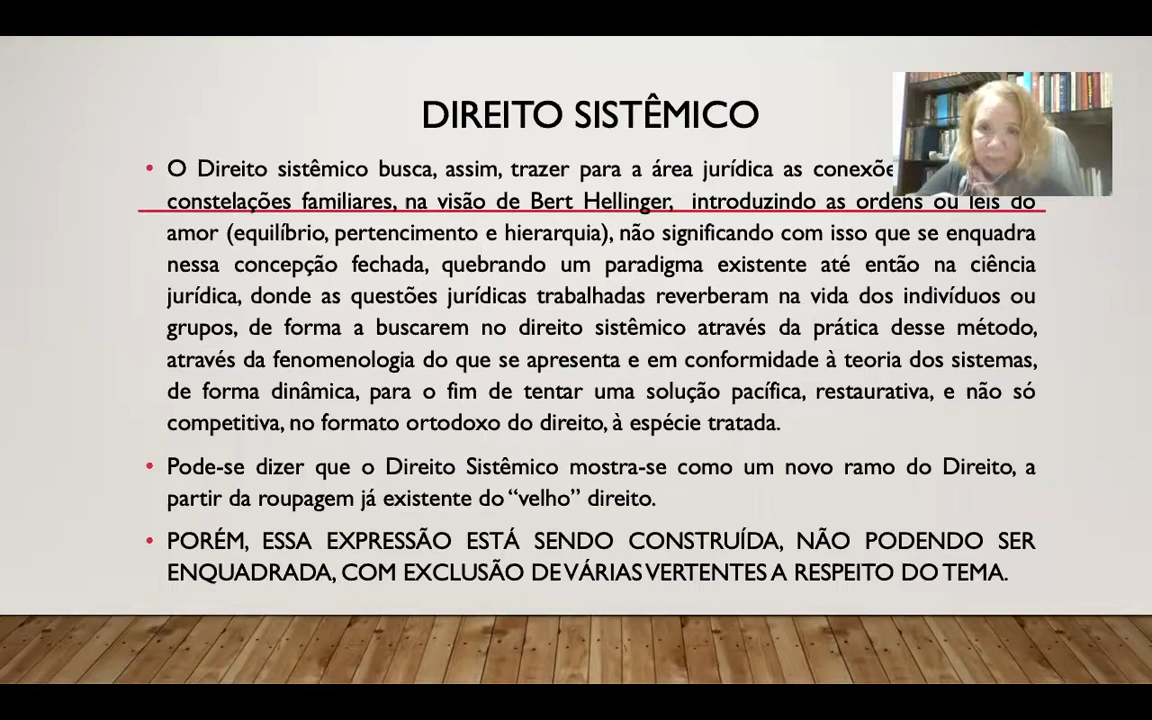 DIREITO SISTÊMICO
• O Direito sistêmico busca, assim, trazer para a área jurídica as
constelações familiares, na visão de Bert Hellinger, introduzindo as ordens ou leis do
amor (equilíbrio, pertencimento e hierarquia), não significando com isso que se enquadra
nessa concepção fechada, quebrando um paradigma existente até então na ciência
jurídica, donde as questões jurídicas trabalhadas reverberam na vida dos indivíduos ou
grupos, de forma a buscarem no direito sistêmico através da prática desse método,
através da fenomenologia do que se apresenta e em conformidade à teoria dos sistemas,
de forma dinâmica, para o fim de tentar uma solução pacífica, restaurativa, e não só
competitiva, no formato ortodoxo do direito, à espécie tratada.
• Pode-se dizer que o Direito Sistêmico mostra-se como um novo ramo do Direito, a
partir da roupagem já existente do “velho” direito.
• PORÉM, ESSA EXPRESSÃO ESTÁ SENDO CONSTRUÍDA, NÃO PODENDO SER
ENQUADRADA, COM EXCLUSÃO DE VÁRIAS VERTENTES A RESPEITO DO TEMA.